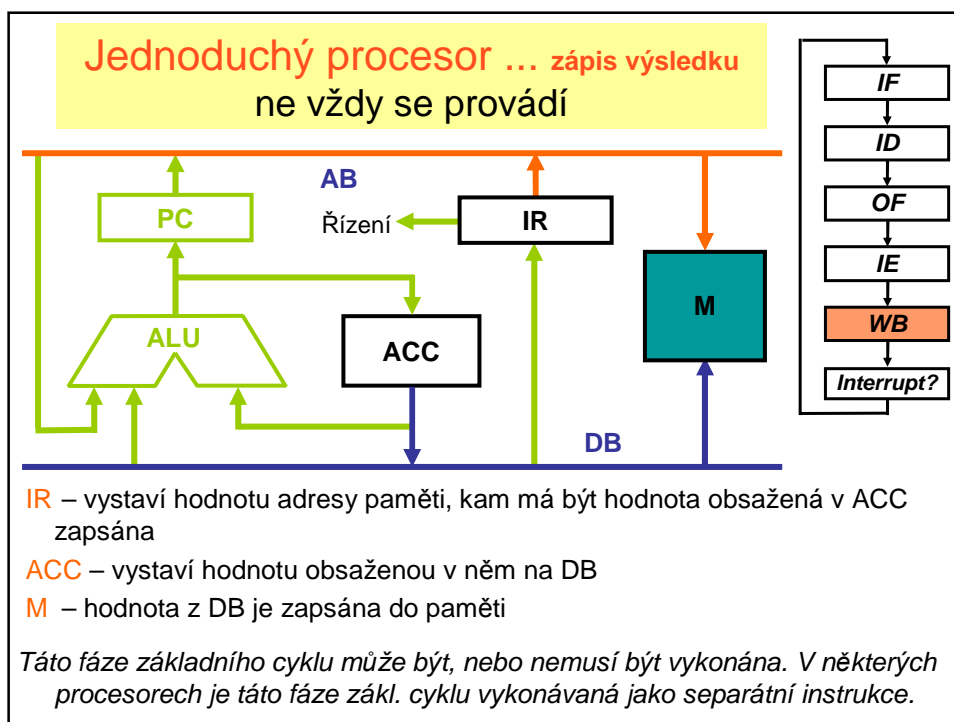 Jednoduchý procesor ... zápis výsledku
ne vždy se provádí
IF
ID
OF
IE
WB
Interrupt?
AB
PC
Řízení
IR
M
ALU
ACC
DB
IR – vystaví hodnotu adresy paměti, kam má být hodnota obsažená v ACC
zapsána
ACC – vystaví hodnotu obsaženou v něm na DB
M – hodnota z DB je zapsána do paměti
Táto fáze základního cyklu může být, nebo nemusí být vykonána. V některých
procesorech je táto fáze zákl. cyklu vykonávaná jako separátní instrukce.